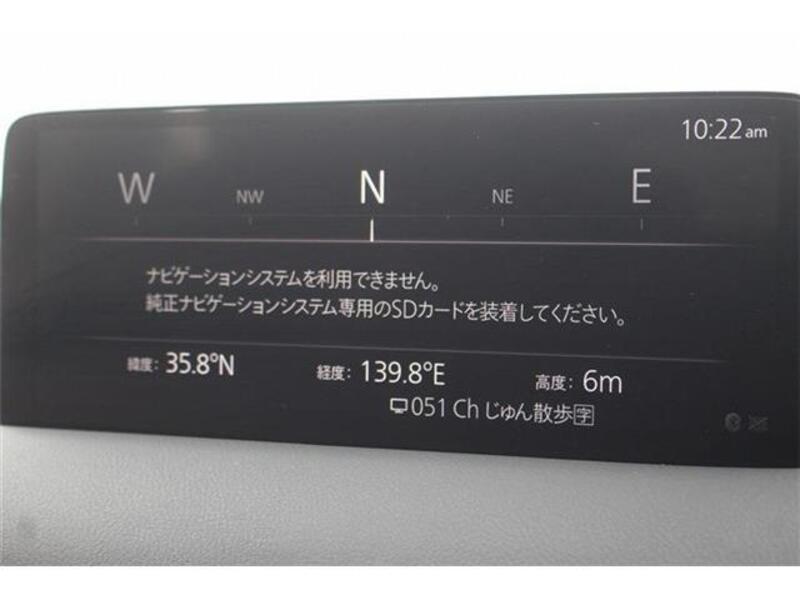 10:22am
W NW N NE E
ナビゲーションシステムを利用できません。
純正ナビゲーションシステム専用のSDカードを装着してください。
緯度: 35.8°N 経度: 139.8°E 高度: 6m
051 Ch じゅん散歩字